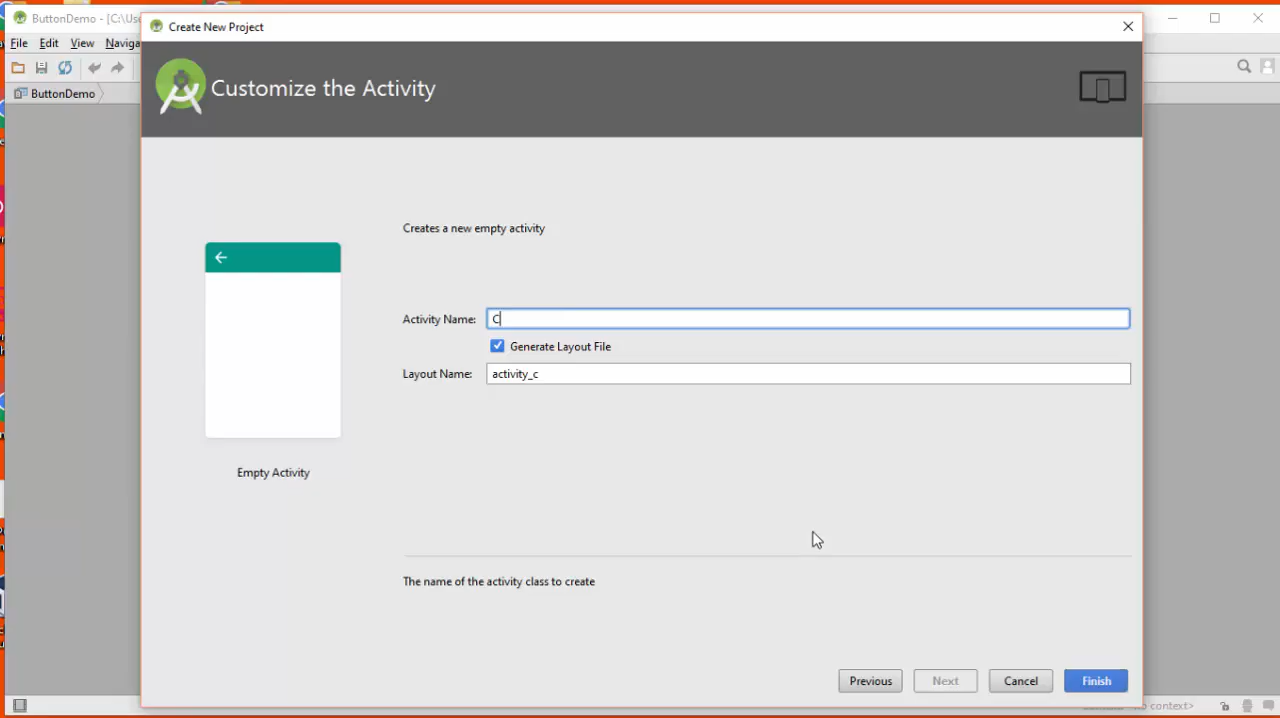 ButtonDemo - [C:\Use
Create New Project
File Edit View Naviga
Customize the Activity
ButtonDemo
Creates a new empty activity
Activity Name: C
Generate Layout File
Layout Name: activity_c
Empty Activity
The name of the activity class to create
Previous Next Cancel Finish
context>